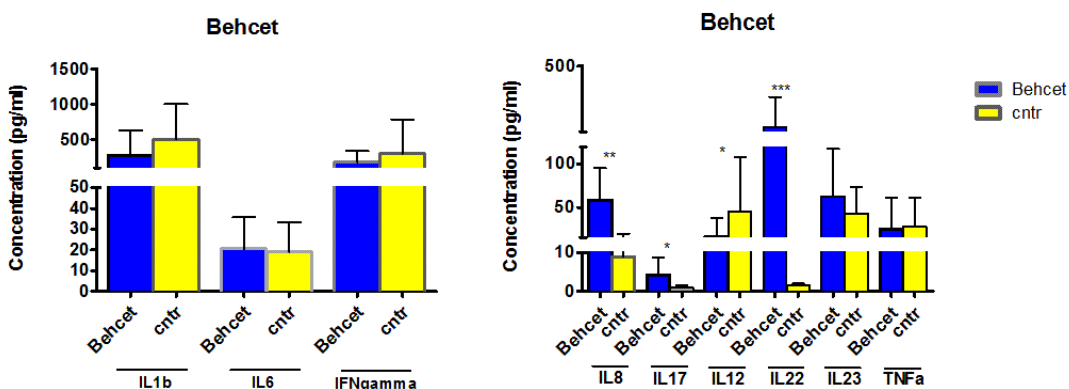 Behcet
Concentration (pg/ml)
1500
1000
500
50
40
30
20
10
0
Behcet cntr Behcet cntr Behcet cntr
IL1b IL6 IFNgamma
Behcet
Concentration (pg/ml)
500
100
50
10
0
** * * ***
Behcet cntr Behcet cntr Behcet cntr Behcet cntr Behcet cntr Behcet cntr
IL8 IL17 IL12 IL22 IL23 TNFa
Behcet
cntr